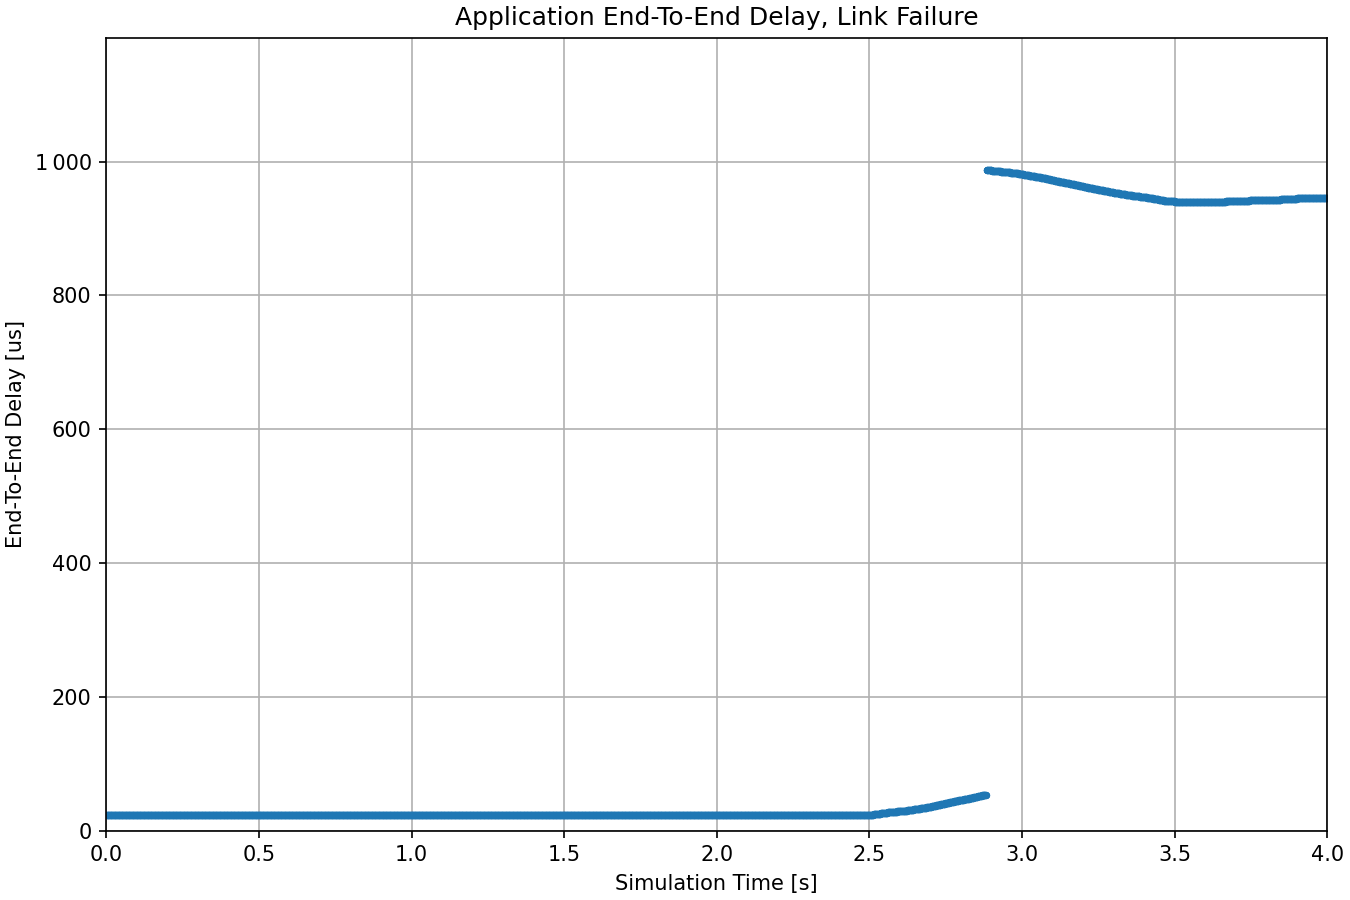 Application End-To-End Delay, Link Failure
1 000
800
600
400
200
0
End-To-End Delay [us]
0.0 0.5 1.0 1.5 2.0 2.5 3.0 3.5 4.0
Simulation Time [s]